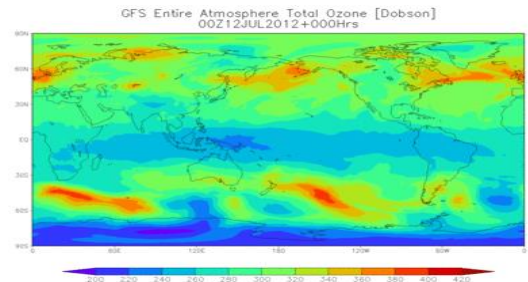 GFS Entire Atmosphere Total Ozone [Dobson]
00Z12JUL2012+000Hrs
90N
60N
30N
EQ
30S
60S
90S
0 60E 120E 180 120W 60W 0
200 220 240 260 280 300 320 340 360 380 400 420